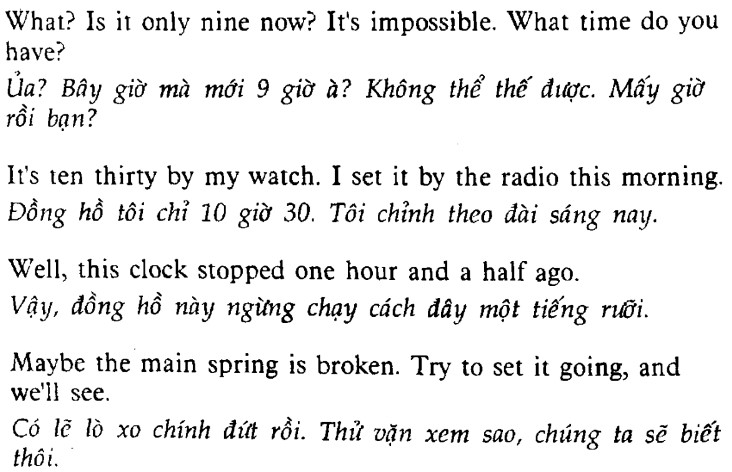 What? Is it only nine now? It's impossible. What time do you
have?
Ủa? Bây giờ mà mới 9 giờ à? Không thể thế được. Mấy giờ
rồi bạn?
It's ten thirty by my watch. I set it by the radio this morning.
Đồng hồ tôi chỉ 10 giờ 30. Tôi chỉnh theo đài sáng nay.
Well, this clock stopped one hour and a half ago.
Vậy, đồng hồ này ngừng chạy cách đây một tiếng rưỡi.
Maybe the main spring is broken. Try to set it going, and
we'll see.
Có lẽ lò xo chính đứt rồi. Thử vặn xem sao, chúng ta sẽ biết
thôi.